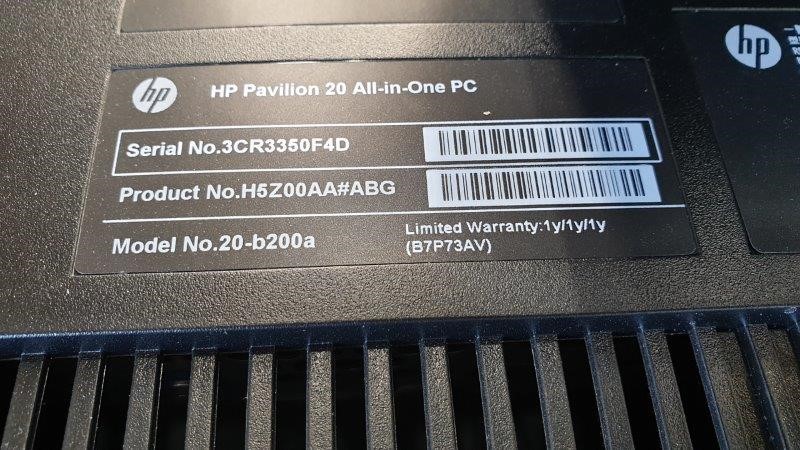 hp
HP Pavilion 20 All-in-One PC
Serial No.3CR3350F4D
Product No.H5Z00AA#ABG
Model No.20-b200a
Limited Warranty:1y/1y/1y
(B7P73AV)
hp